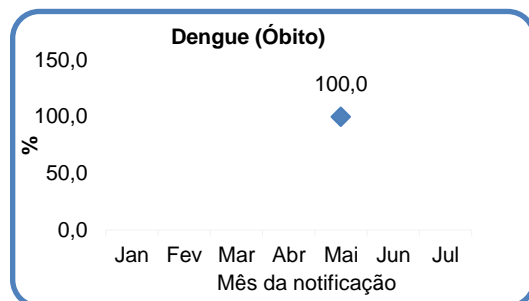 Dengue (Óbito)
150,0
100,0
100,0
50,0
0,0
%
Jan Fev Mar Abr Mai Jun Jul
Mês da notificação